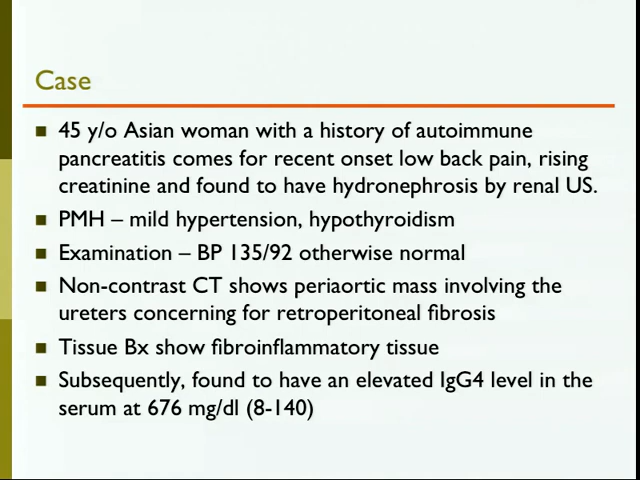 Case
45 y/o Asian woman with a history of autoimmune
pancreatitis comes for recent onset low back pain, rising
creatinine and found to have hydronephrosis by renal US.
PMH – mild hypertension, hypothyroidism
Examination – BP 135/92 otherwise normal
Non-contrast CT shows periaortic mass involving the
ureters concerning for retroperitoneal fibrosis
Tissue Bx show fibroinflammatory tissue
Subsequently, found to have an elevated IgG4 level in the
serum at 676 mg/dl (8-140)